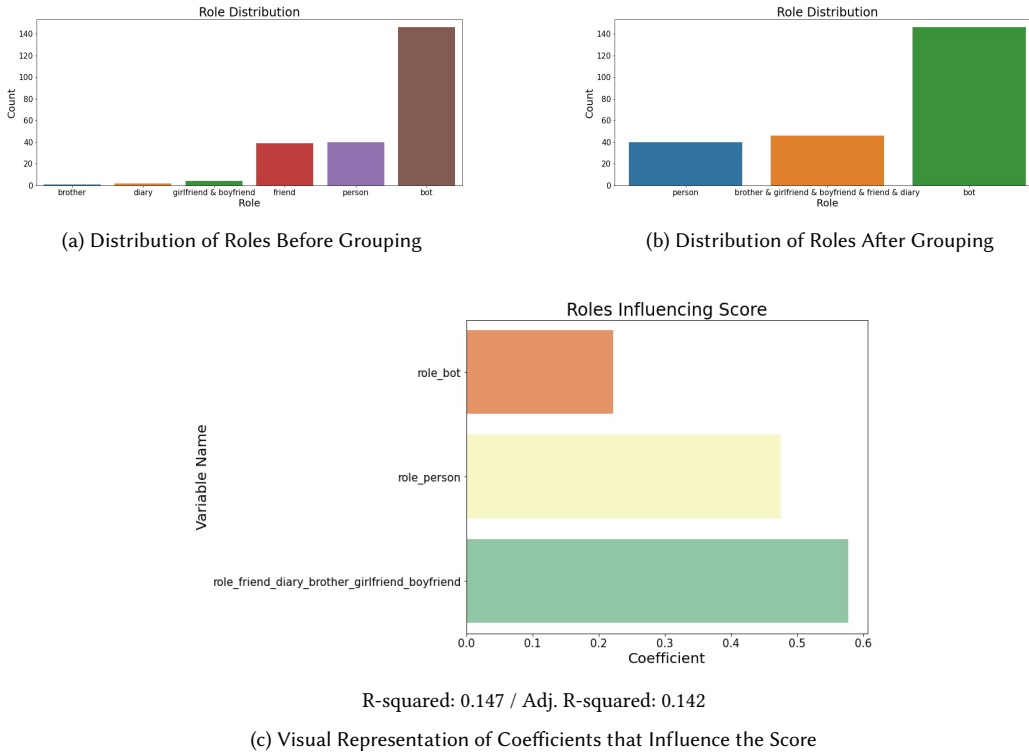 Role Distribution
140
120
100
80
60
40
20
0
Count
brother
diary
girlfriend & boyfriend
friend
person
bot
Role
(a) Distribution of Roles Before Grouping
Role Distribution
140
120
100
80
60
40
20
0
Count
person
brother & girlfriend & boyfriend & friend & diary
bot
Role
(b) Distribution of Roles After Grouping
Roles Influencing Score
Variable Name
role_bot
role_person
role_friend_diary_brother_girlfriend_boyfriend
0.0
0.1
0.2
0.3
0.4
0.5
0.6
Coefficient
R-squared: 0.147 / Adj. R-squared: 0.142
(c) Visual Representation of Coefficients that Influence the Score